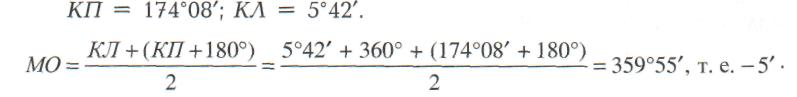 КП = 174°08′; КЛ = 5°42′.
МО = (КЛ + (КП + 180°))/2 = (5°42′ + 360° + (174°08′ + 180°))/2 = 359°55′, т. е. −5′ ·